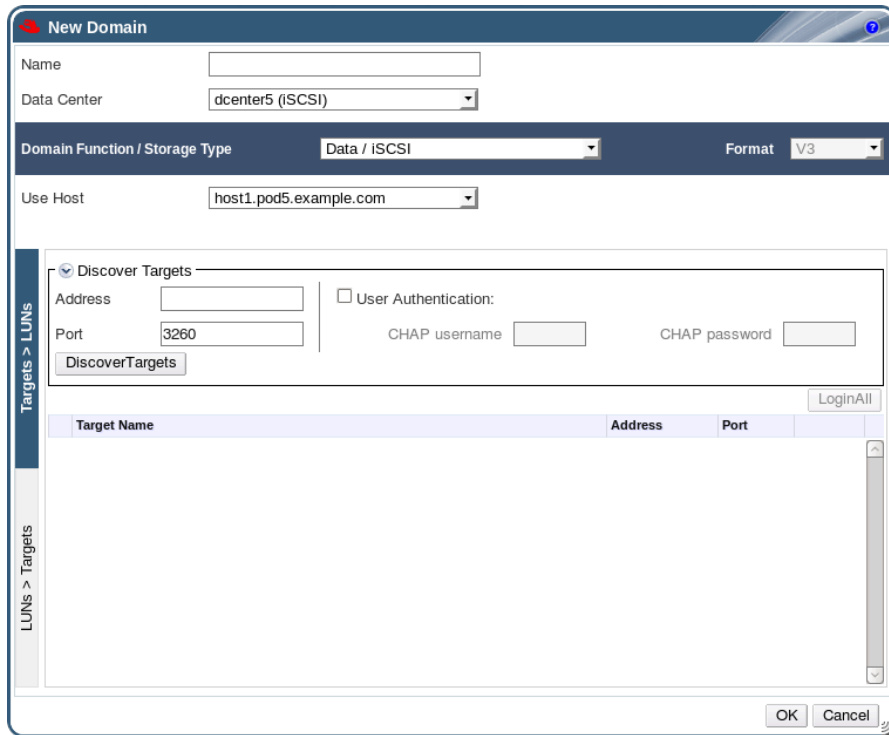 New Domain
?
Name
Data Center dcenter5 (iSCSI)
Domain Function / Storage Type Data / iSCSI Format V3
Use Host host1.pod5.example.com
Targets > LUNs
LUNs > Targets
Discover Targets
Address User Authentication:
Port 3260 CHAP username CHAP password
DiscoverTargets
LoginAll
Target Name Address Port
OK Cancel